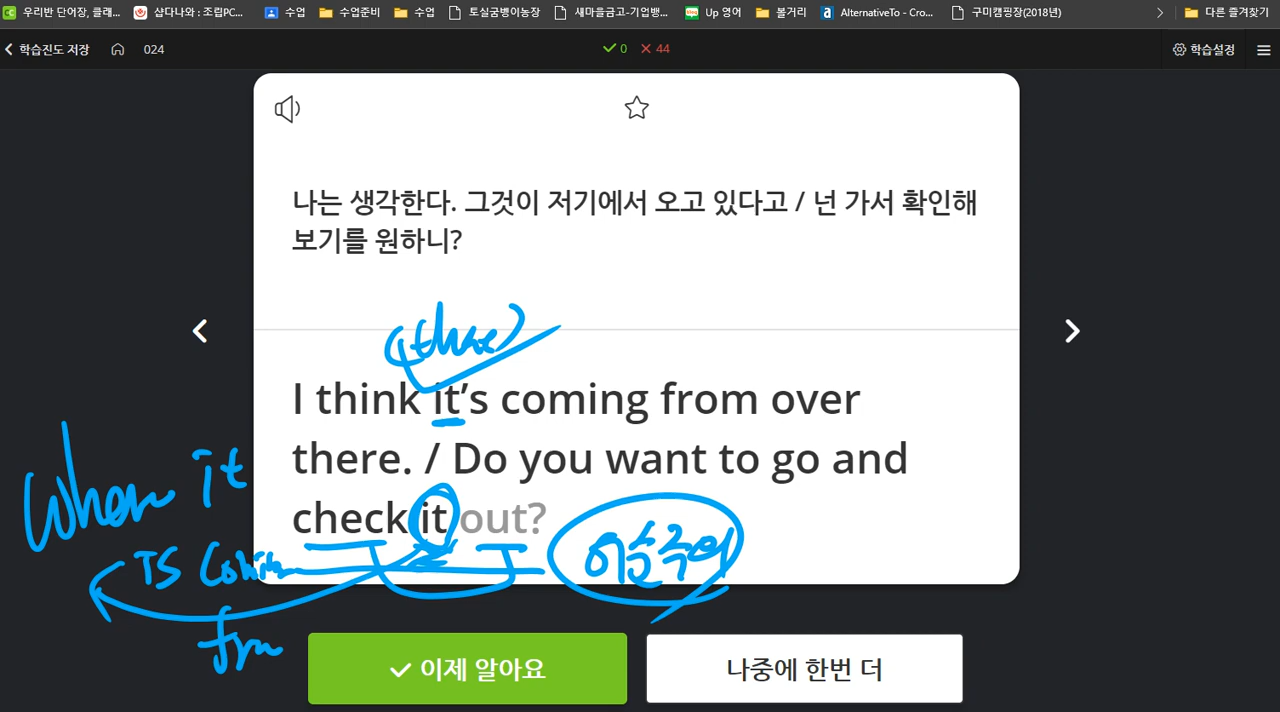 우리반 단어장, 클래... 샵다나와 : 조립PC... 수업 수업준비 수업 토실굼벵이농장 새마을금고-기업뱅... Up 영어 볼거리 AlternativeTo - Cro... 구미캠핑장(2018년) 다른 즐겨찾기
학습진도 저장 024 0 44 학습설정
나는 생각한다. 그것이 저기에서 오고 있다고 / 넌 가서 확인해
보기를 원하니?
(that)
I think it's coming from over
there. / Do you want to go and
check it out?
When it
IS Comin
from
이순주어
이제 알아요
나중에 한번 더